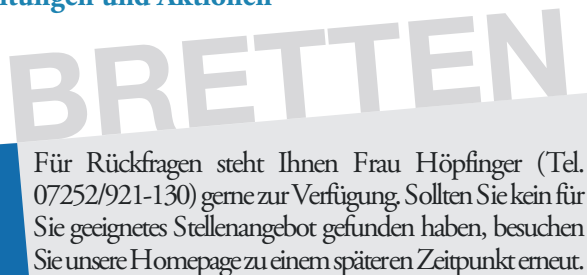 tungen und Aktionen
BRETTEN
Für Rückfragen steht Ihnen Frau Höpfinger (Tel.
07252/921-130) gerne zur Verfügung. Sollten Sie kein für
Sie geeignetes Stellenangebot gefunden haben, besuchen
Sie unsere Homepage zu einem späteren Zeitpunkt erneut.